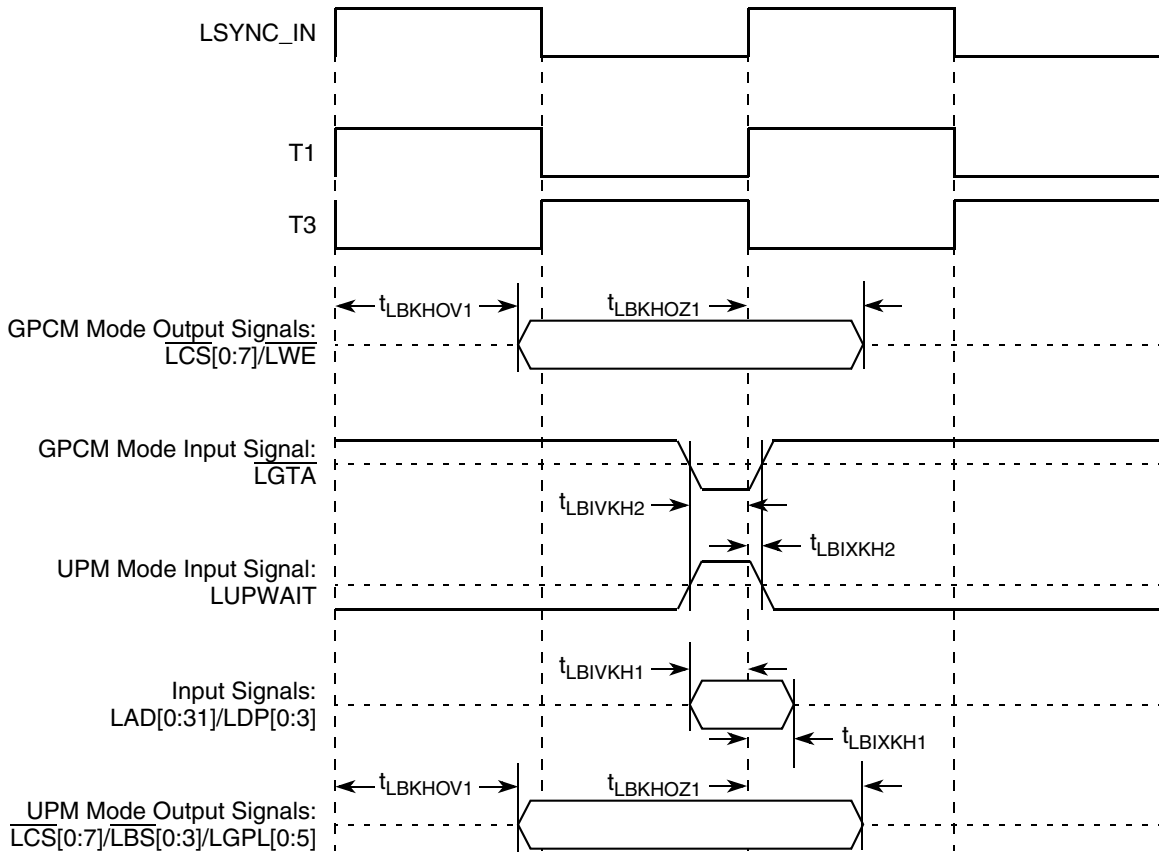 LSYNC_IN
T1
T3
tLBKHOV1
tLBKHOZ1
GPCM Mode Output Signals:
LCS[0:7]/LWE
GPCM Mode Input Signal:
LGTA
tLBIVKH2
tLBIXKH2
UPM Mode Input Signal:
LUPWAIT
tLBIVKH1
Input Signals:
LAD[0:31]/LDP[0:3]
tLBIXKH1
tLBKHOV1
tLBKHOZ1
UPM Mode Output Signals:
LCS[0:7]/LBS[0:3]/LGPL[0:5]